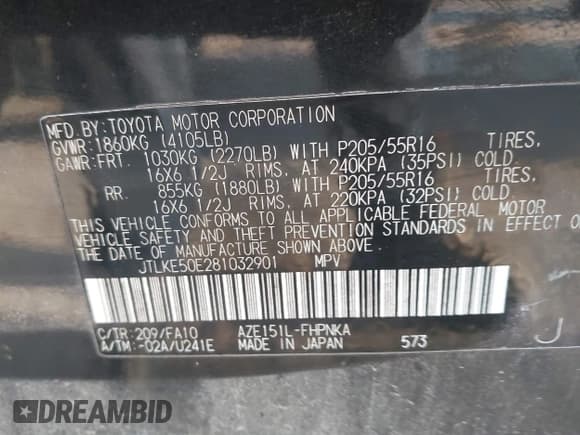 MFD.BY:TOYOTA MOTOR CORPORATION
GVWR:1860KG (4105LB)
GAWR:FRT. 1030KG (2270LB) WITH P205/55R16 TIRES,
16X6 1/2J RIMS, AT 240KPA (35PSI) COLD.
RR. 855KG (1880LB) WITH P205/55R16 TIRES,
16X6 1/2J RIMS, AT 220KPA (32PSI) COLD.
THIS VEHICLE CONFORMS TO ALL APPLICABLE FEDERAL MOTOR
VEHICLE SAFETY AND THEFT PREVENTION STANDARDS IN EFFECT O
THE DATE OF MANUFACTURE SHOWN ABOVE.
JTLKE50E281032901 MPV
C/TR:209/FA10 AZE151L-FHPNKA
A/TM:-02A/U241E MADE IN JAPAN 573
J
DREAMBID